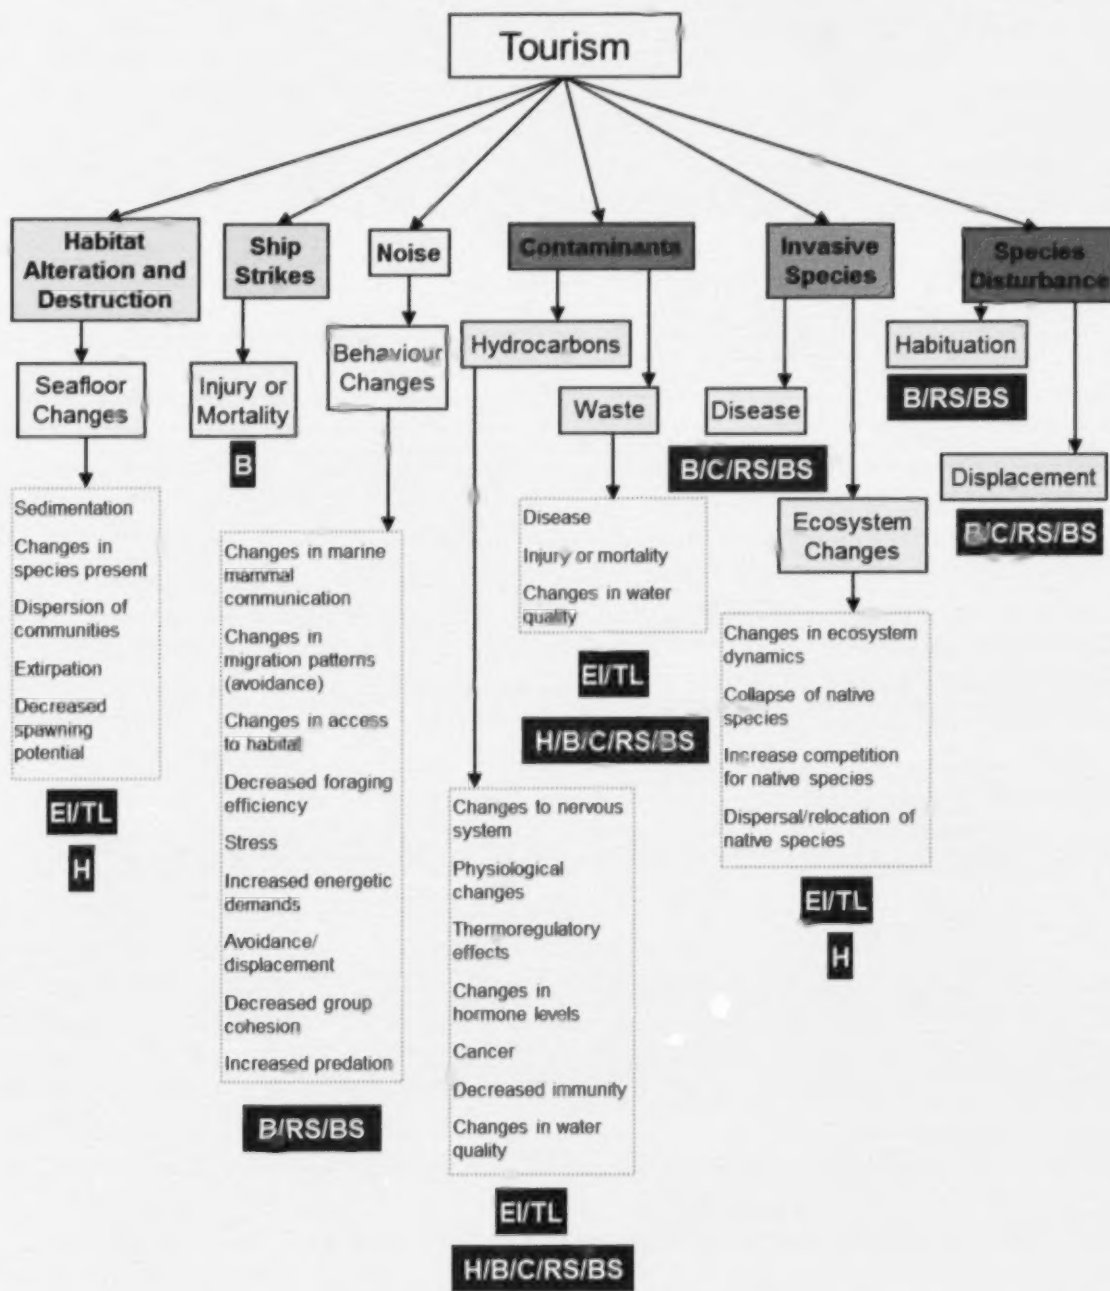 Tourism
Habitat
Alteration and
Destruction
Ship
Strikes
Noise
Contaminants
Invasive
Species
Species
Disturbance
Seafloor
Changes
Injury or
Mortality
Behaviour
Changes
Hydrocarbons
Waste
Disease
Habituation
Displacement
Ecosystem
Changes
B
B/C/RS/BS
B/RS/BS
B/C/RS/BS
Sedimentation
Changes in
species present
Dispersion of
communities
Extirpation
Decreased
spawning
potential
EI/TL
H
Changes in marine
mammal
communication
Changes in
migration patterns
(avoidance)
Changes in access
to habitat
Decreased foraging
efficiency
Stress
Increased energetic
demands
Avoidance/
displacement
Decreased group
cohesion
Increased predation
B/RS/BS
Changes to nervous
system
Physiological
changes
Thermoregulatory
effects
Changes in
hormone levels
Cancer
Decreased immunity
Changes in water
quality
EI/TL
H/B/C/RS/BS
Disease
Injury or mortality
Changes in water
quality
EI/TL
H/B/C/RS/BS
Changes in ecosystem
dynamics
Collapse of native
species
Increase competition
for native species
Dispersal/relocation of
native species
EI/TL
H